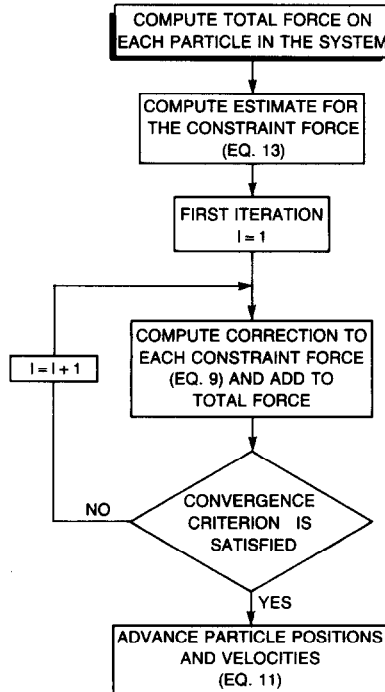 COMPUTE TOTAL FORCE ON
EACH PARTICLE IN THE SYSTEM
COMPUTE ESTIMATE FOR
THE CONSTRAINT FORCE
(EQ. 13)
FIRST ITERATION
I = 1
COMPUTE CORRECTION TO
EACH CONSTRAINT FORCE
(EQ. 9) AND ADD TO
TOTAL FORCE
I = I + 1
NO
CONVERGENCE
CRITERION IS
SATISFIED
YES
ADVANCE PARTICLE POSITIONS
AND VELOCITIES
(EQ. 11)